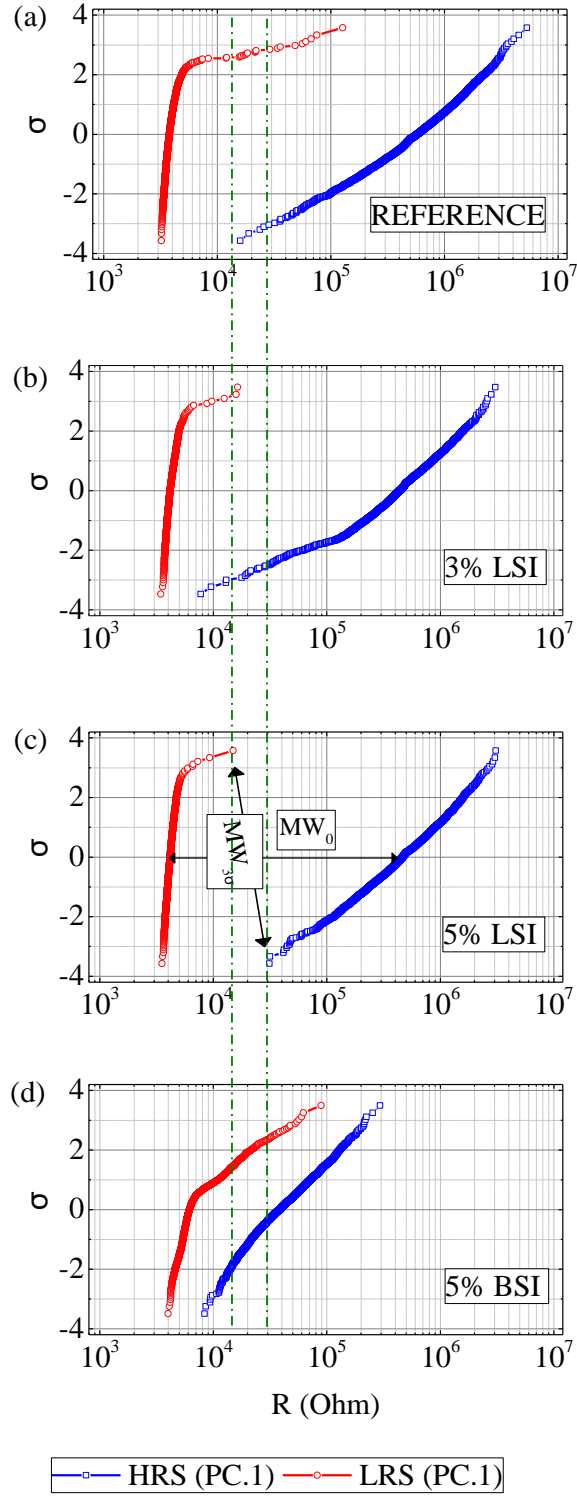 (a)
4
2
0
-2
-4
σ
REFERENCE
10³ 10⁴ 10⁵ 10⁶ 10⁷
(b)
4
2
0
-2
-4
σ
3% LSI
10³ 10⁴ 10⁵ 10⁶ 10⁷
(c)
4
2
0
-2
-4
σ
MW₀
MW₃σ
5% LSI
10³ 10⁴ 10⁵ 10⁶ 10⁷
(d)
4
2
0
-2
-4
σ
5% BSI
10³ 10⁴ 10⁵ 10⁶ 10⁷
R (Ohm)
HRS (PC.1) LRS (PC.1)